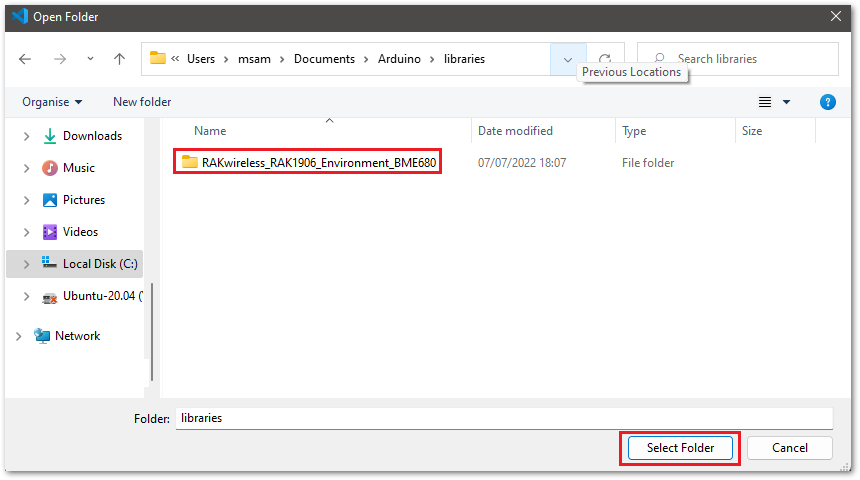 Open Folder
« Users > msam > Documents > Arduino > libraries
Search libraries
Previous Locations
Organise New folder
Name Date modified Type Size
Downloads
Music
Pictures
Videos
Local Disk (C:)
Ubuntu-20.04 (
Network
RAKwireless_RAK1906_Environment_BME680 07/07/2022 18:07 File folder
Folder: libraries
Select Folder Cancel